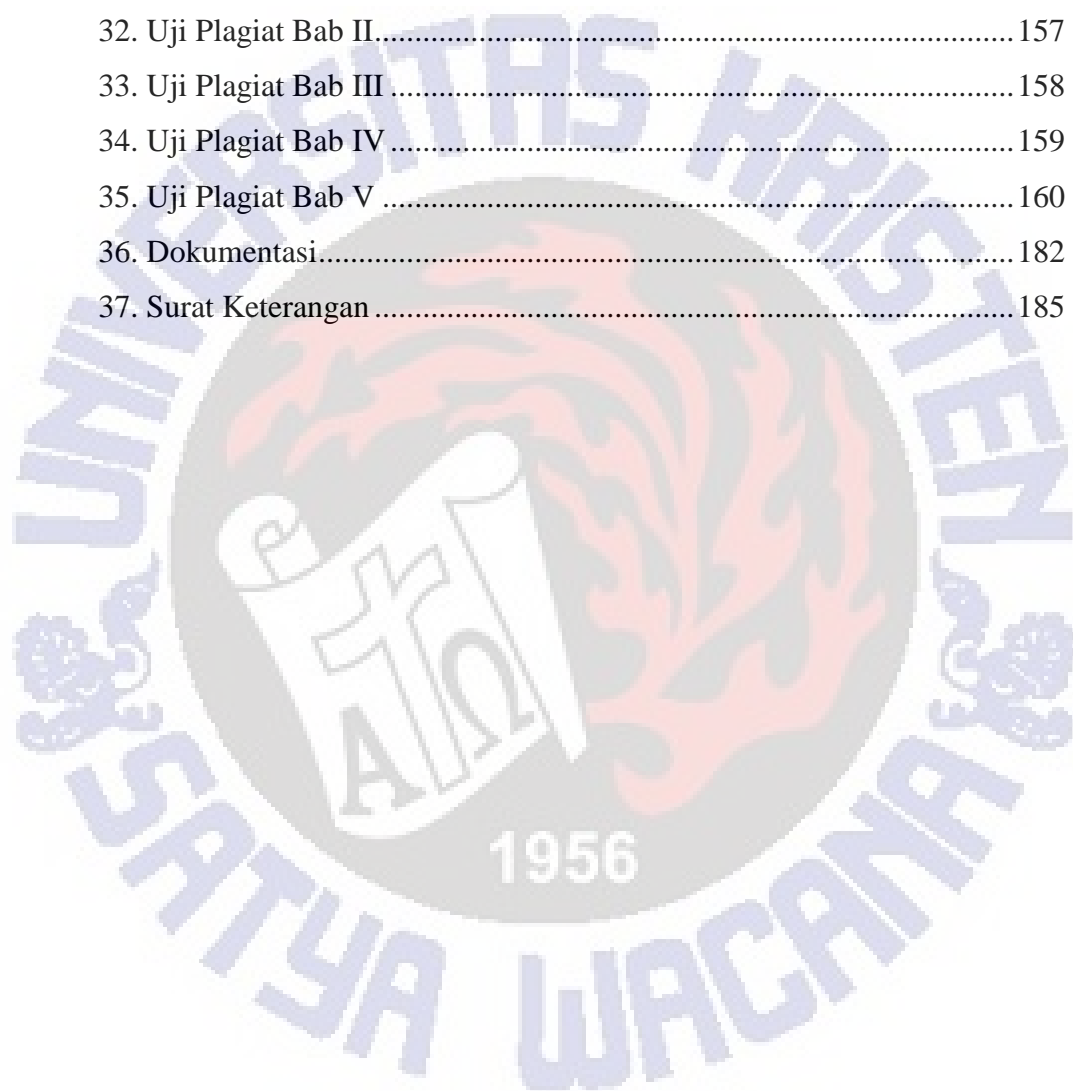 32. Uji Plagiat Bab II.......................................................................................157
33. Uji Plagiat Bab III .....................................................................................158
34. Uji Plagiat Bab IV .....................................................................................159
35. Uji Plagiat Bab V ......................................................................................160
36. Dokumentasi...............................................................................................182
37. Surat Keterangan ........................................................................................185
UNIVERSITAS KRISTEN
Α Ω
1956
SATYA WACANA